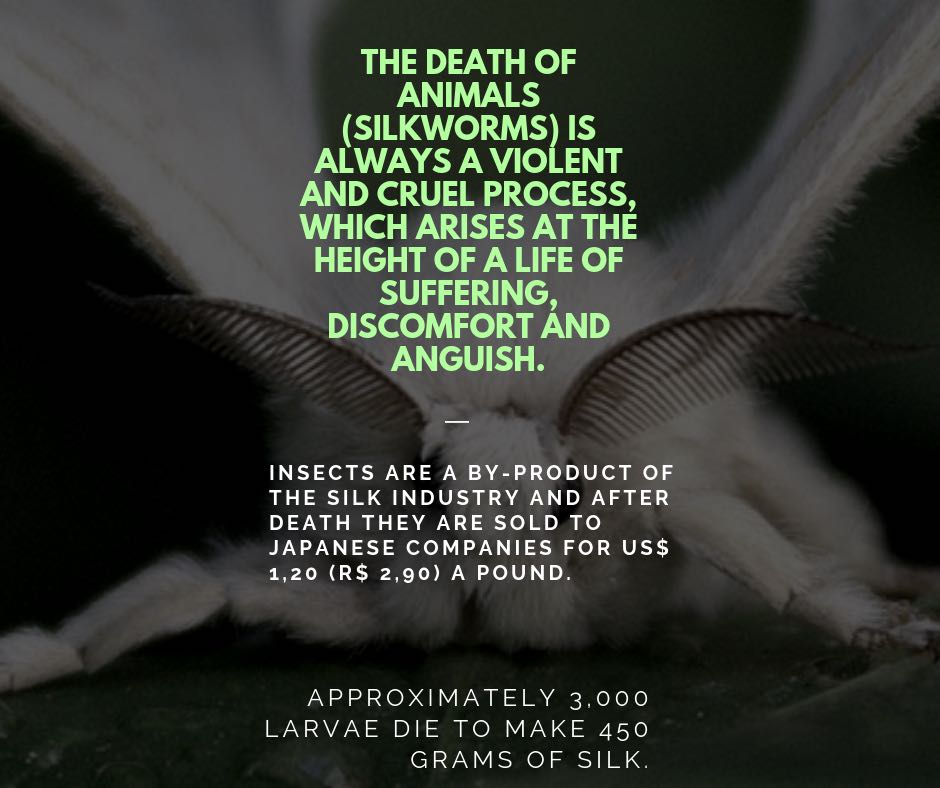 THE DEATH OF
ANIMALS
(SILKWORMS) IS
ALWAYS A VIOLENT
AND CRUEL PROCESS,
WHICH ARISES AT THE
HEIGHT OF A LIFE OF
SUFFERING,
DISCOMFORT AND
ANGUISH.
INSECTS ARE A BY-PRODUCT OF
THE SILK INDUSTRY AND AFTER
DEATH THEY ARE SOLD TO
JAPANESE COMPANIES FOR US$
1,20 (R$ 2,90) A POUND.
APPROXIMATELY 3,000
LARVAE DIE TO MAKE 450
GRAMS OF SILK.